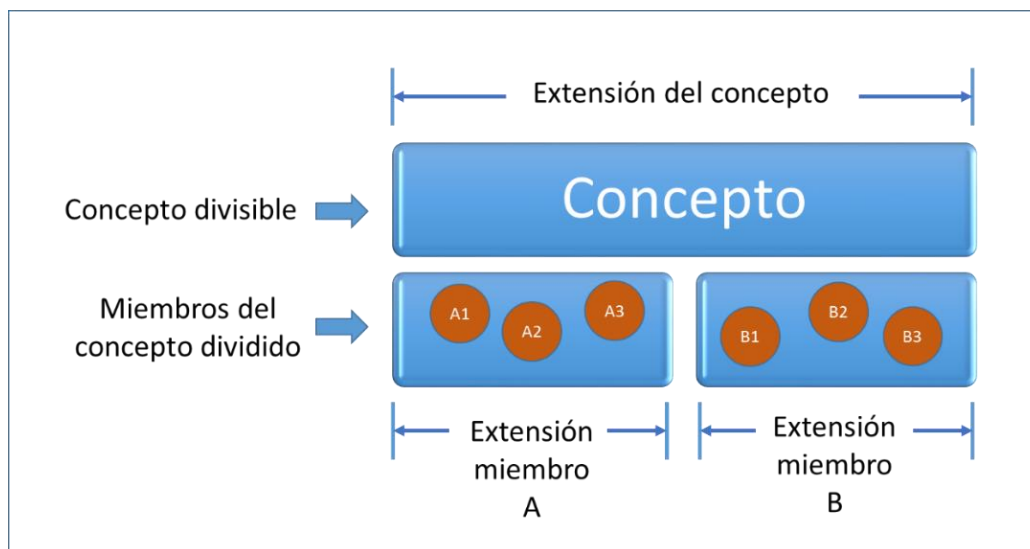 Extensión del concepto
Concepto divisible
Concepto
Miembros del
concepto dividido
A1
A2
A3
B1
B2
B3
Extensión
miembro
A
Extensión
miembro
B